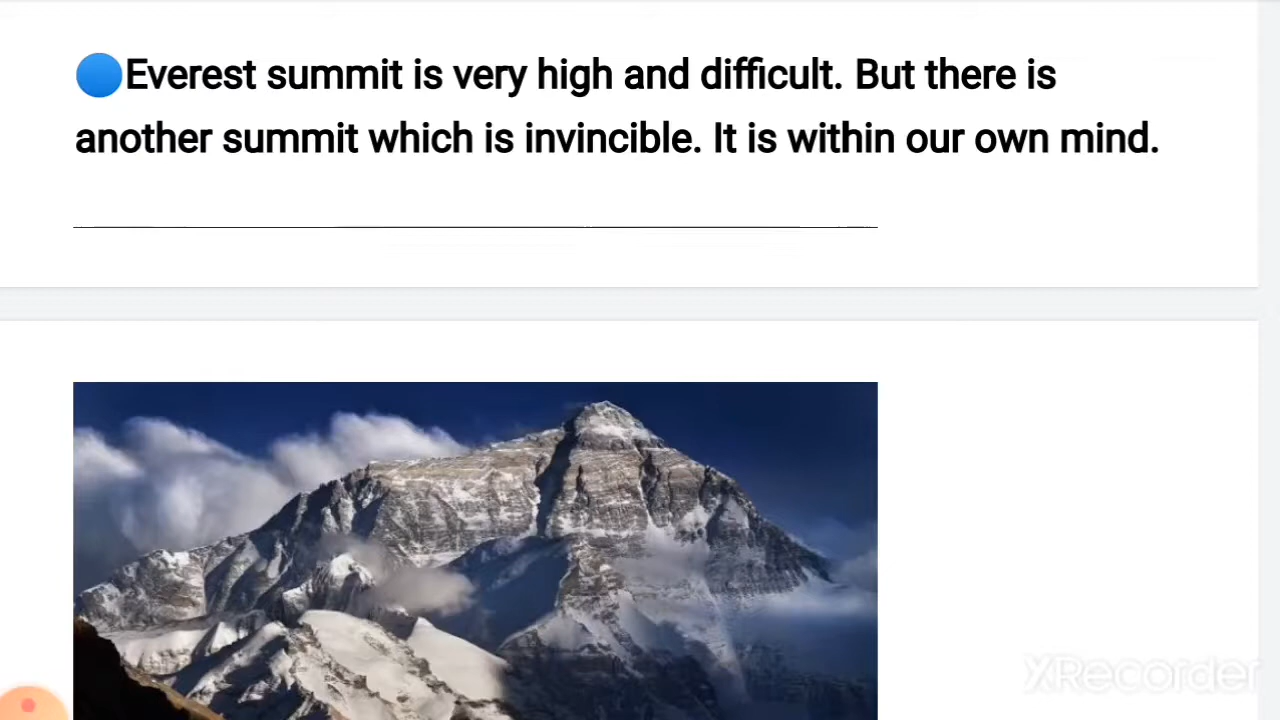 Everest summit is very high and difficult. But there is
another summit which is invincible. It is within our own mind.
XRecorder